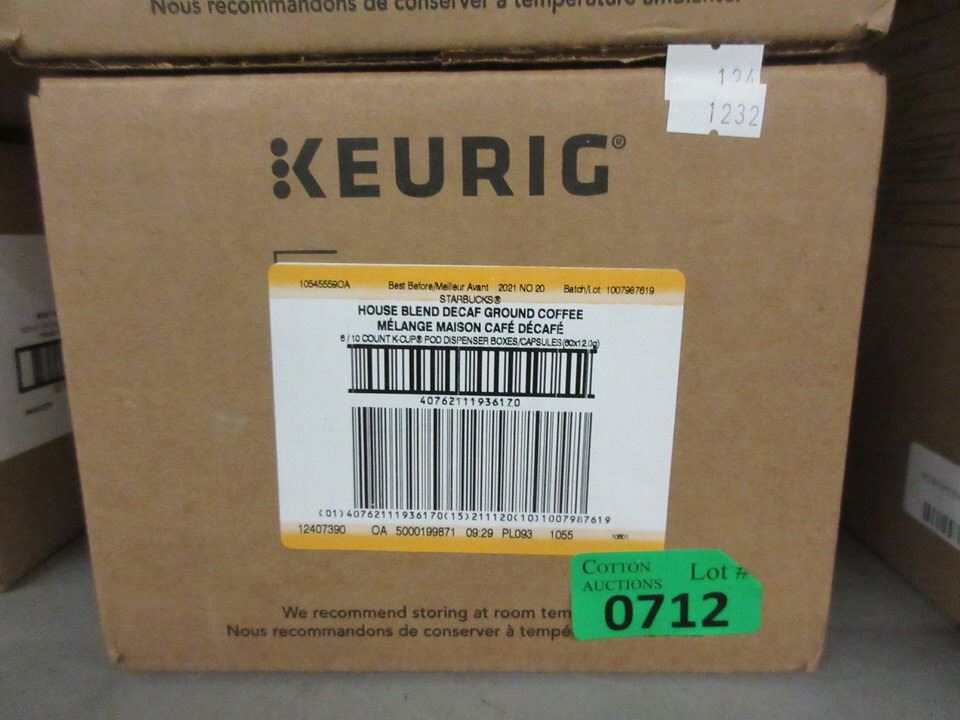 Nous recommandons de conserver à température ambiante.
124
1232
KEURIG®
10545559OA Best Before/Meilleur Avant 2021 NO 20 Batch/Lot 1007987619
STARBUCKS®
HOUSE BLEND DECAF GROUND COFFEE
MÉLANGE MAISON CAFÉ DÉCAFÉ
6 / 10 COUNT K-CUP® POD DISPENSER BOXES/CAPSULES(60x12.0g)
40762111936170
(01)40762111936170(15)211120(10)1007987619
12407390 OA 5000199871 09:29 PL093 1055 10801
COTTON AUCTIONS Lot #
0712
We recommend storing at room tem
Nous recommandons de conserver à tempé